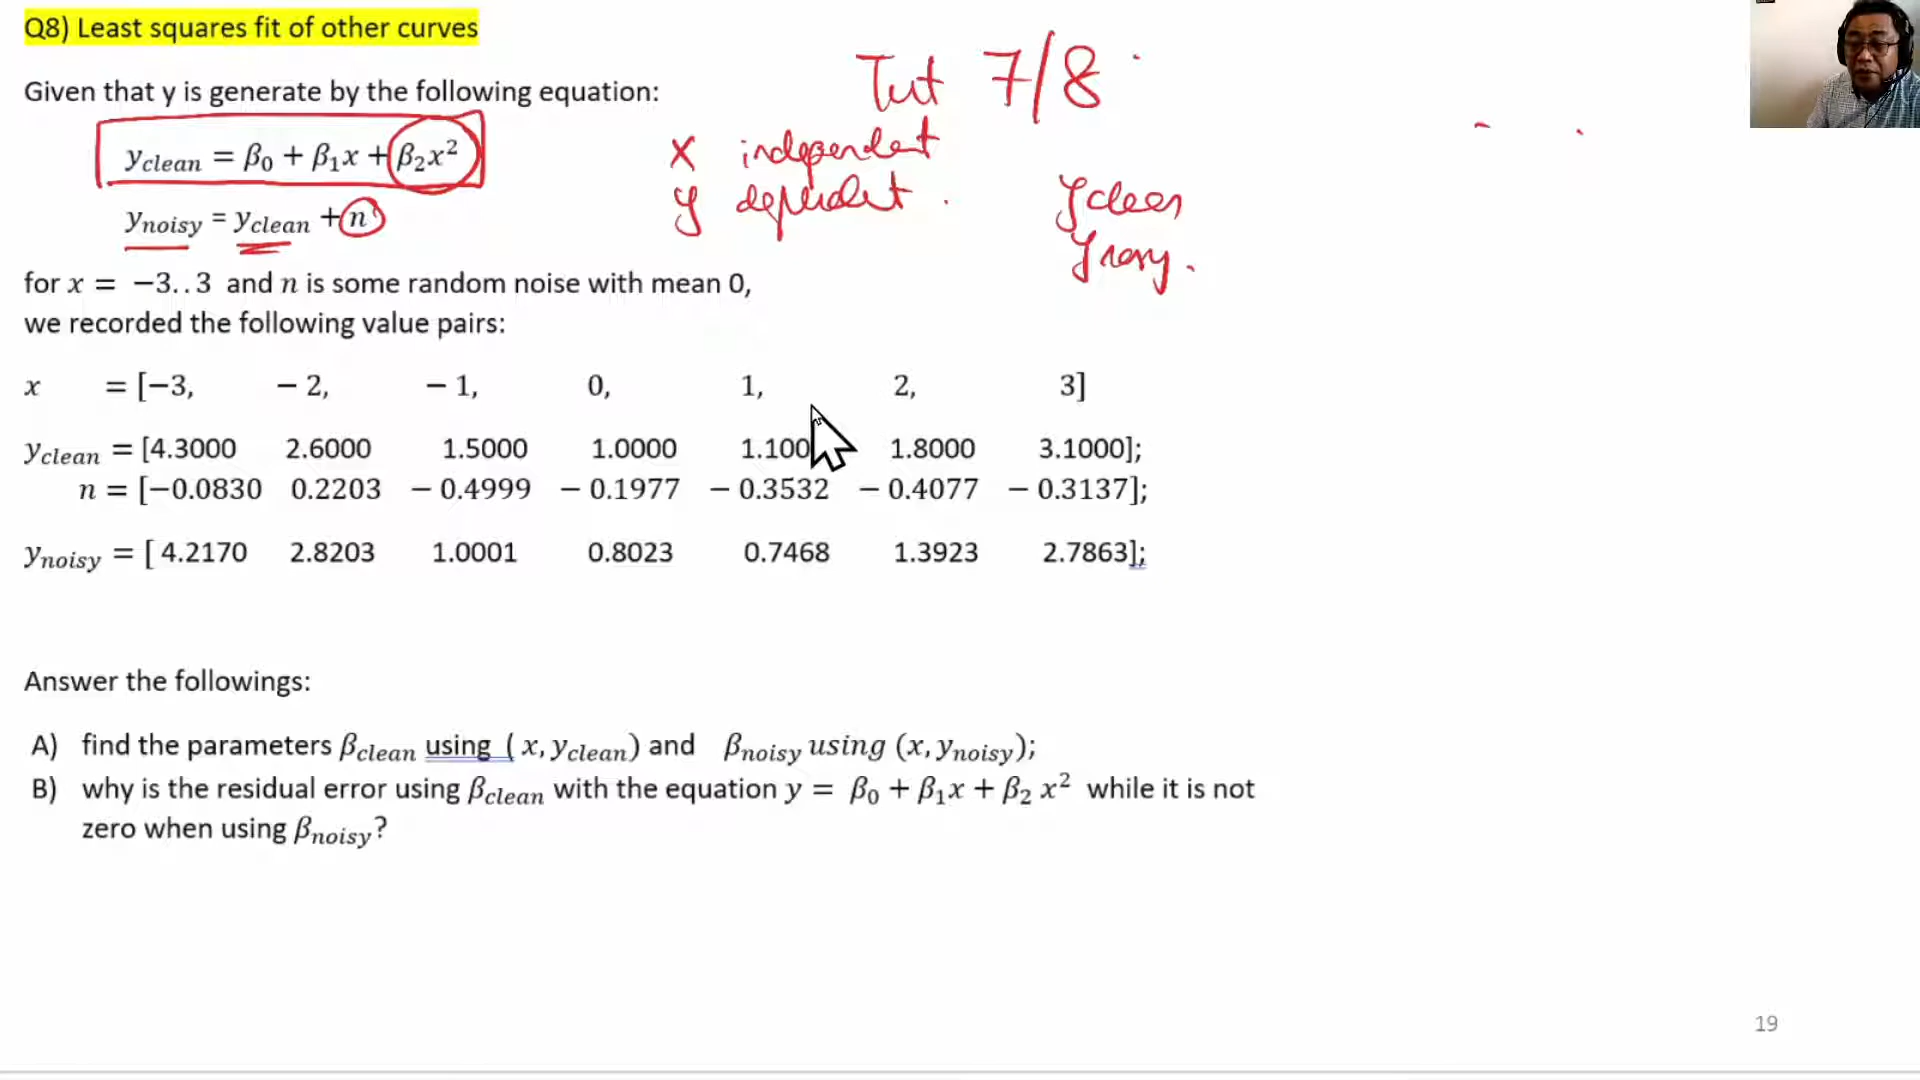 Q8) Least squares fit of other curves
Tut 7/8
Given that y is generate by the following equation:
x independent
y_clean = β₀ + β₁x + β₂x²
y dependent.
y_clean
y_noisy = y_clean + n
for x = −3..3 and n is some random noise with mean 0,
we recorded the following value pairs:
x = [−3, − 2, − 1, 0, 1, 2, 3]
y_clean = [4.3000 2.6000 1.5000 1.0000 1.100 1.8000 3.1000];
n = [−0.0830 0.2203 − 0.4999 − 0.1977 − 0.3532 − 0.4077 − 0.3137];
y_noisy = [ 4.2170 2.8203 1.0001 0.8023 0.7468 1.3923 2.7863];
Answer the followings:
A) find the parameters β_clean using ( x, y_clean) and β_noisy using (x, y_noisy);
B) why is the residual error using β_clean with the equation y = β₀ + β₁x + β₂ x² while it is not
zero when using β_noisy?
19